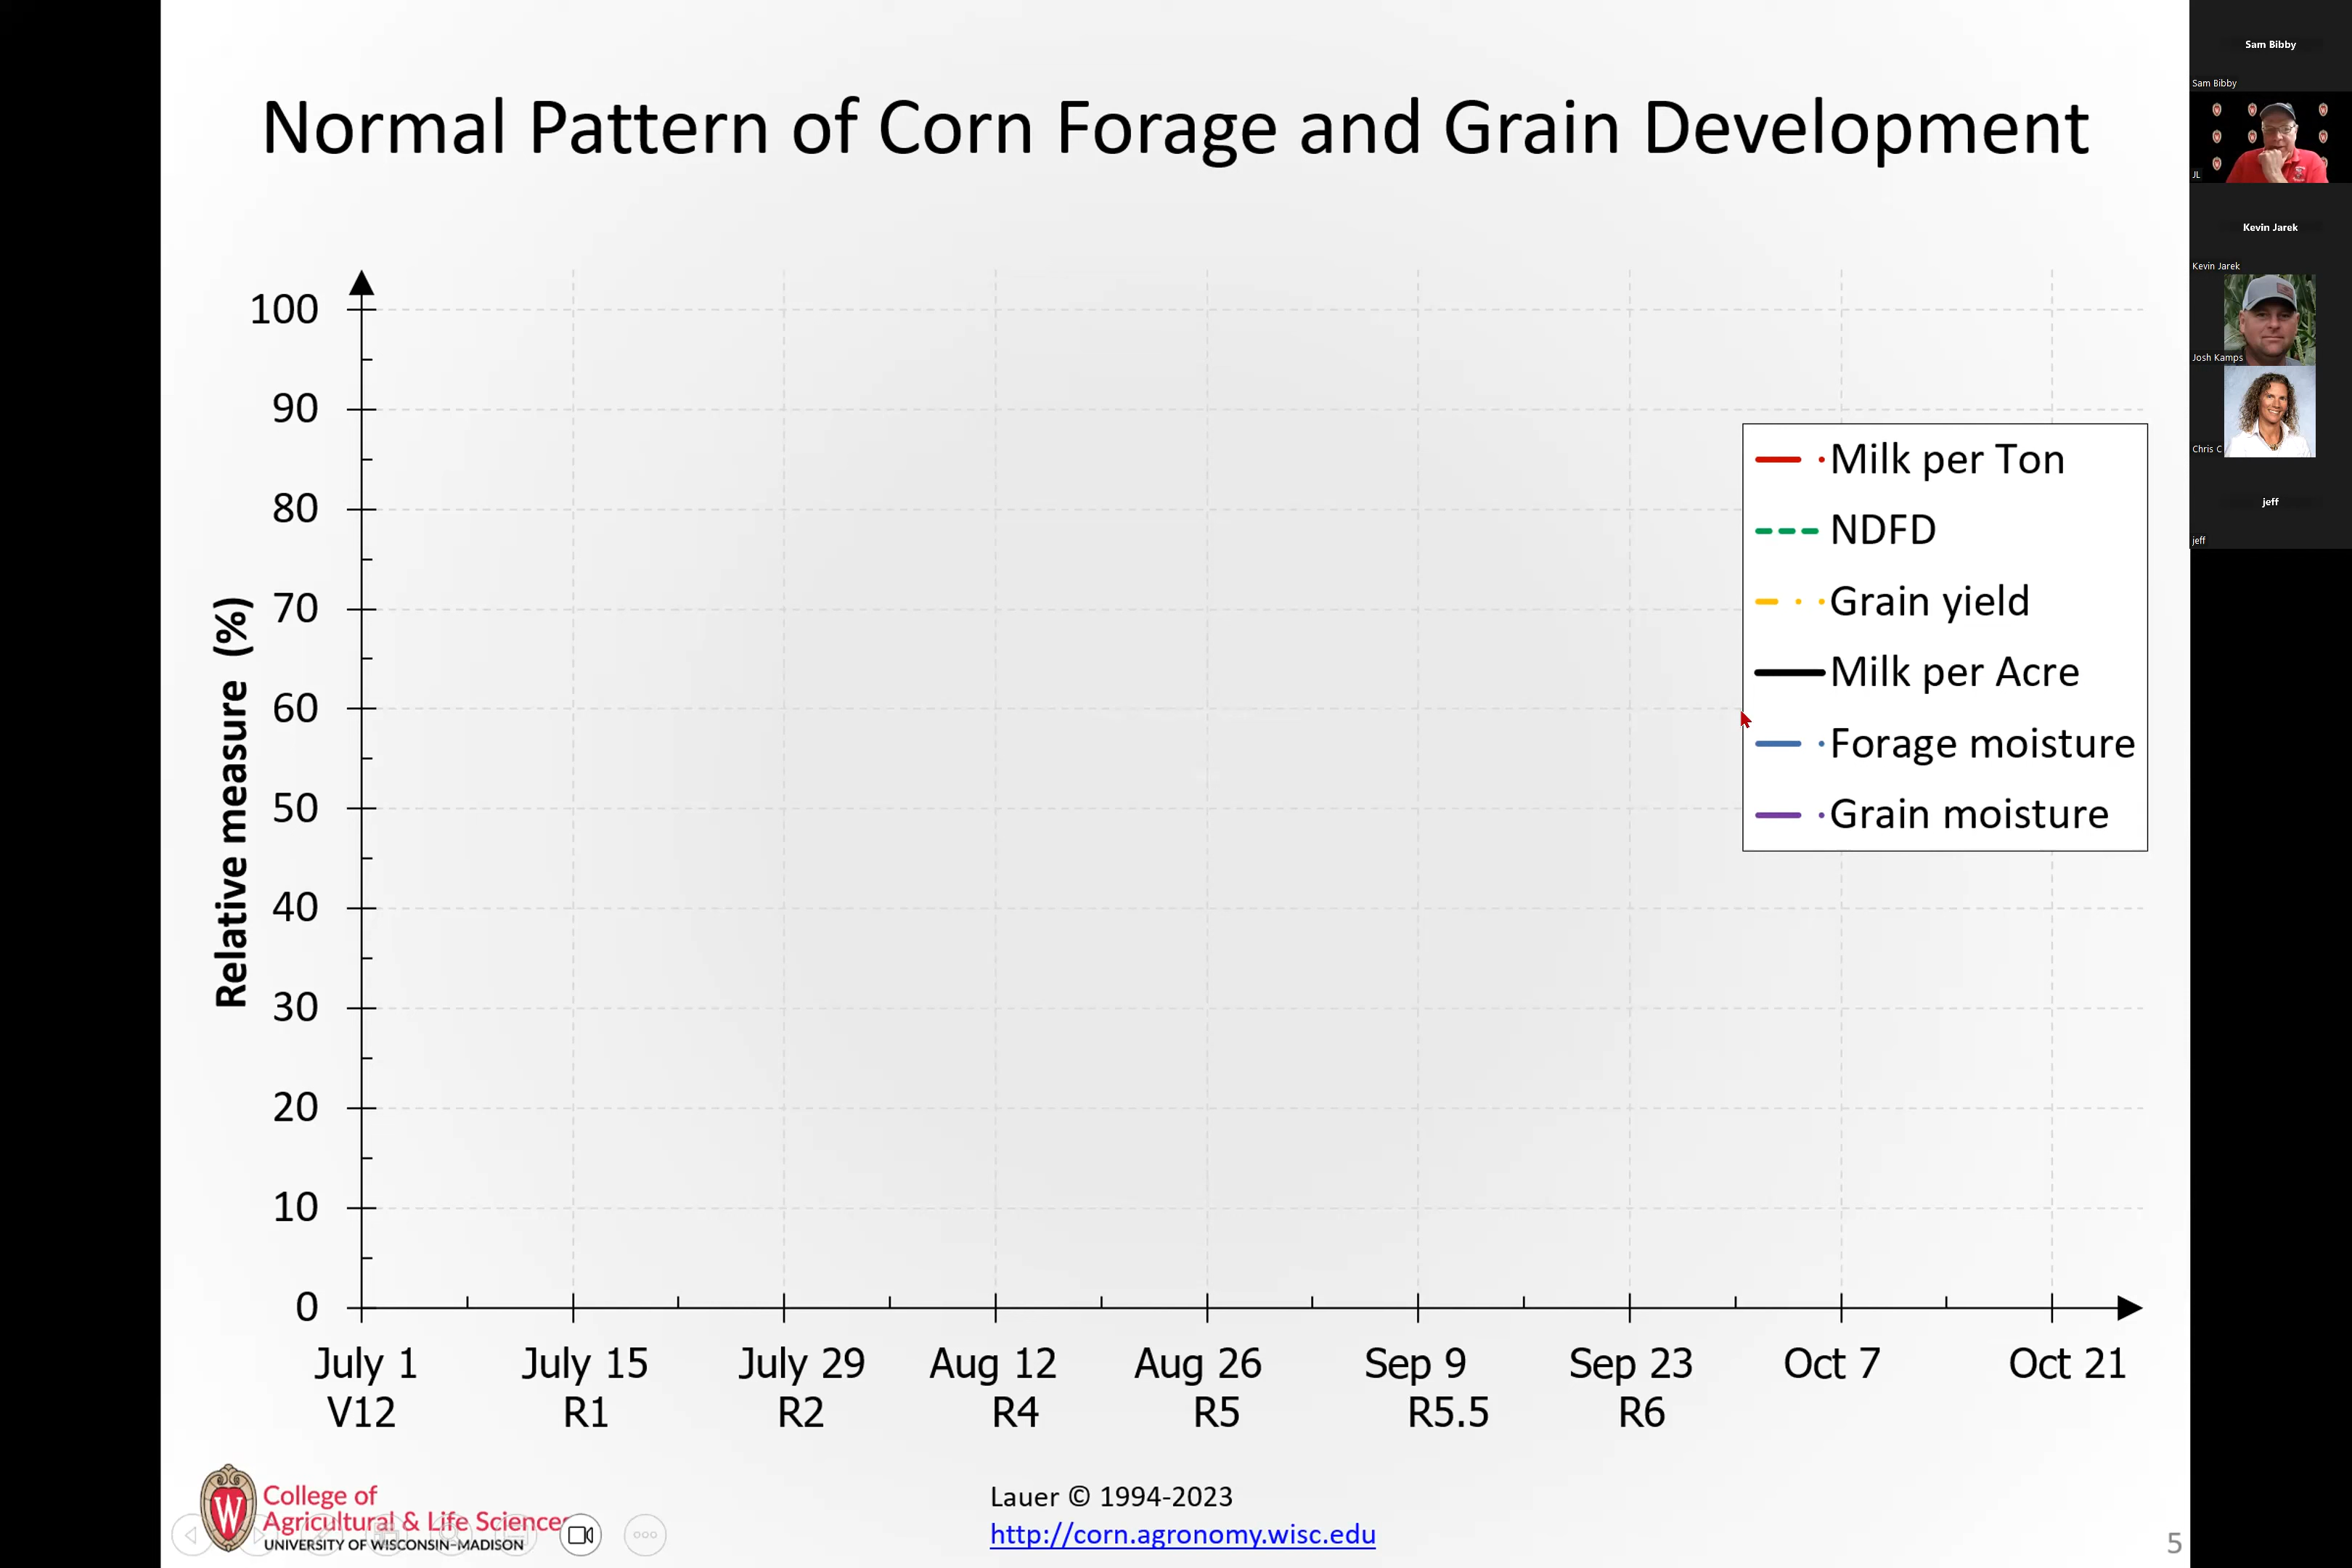 Normal Pattern of Corn Forage and Grain Development
Relative measure (%)
100
90
80
70
60
50
40
30
20
10
0
July 1
July 15
July 29
Aug 12
Aug 26
Sep 9
Sep 23
Oct 7
Oct 21
V12
R1
R2
R4
R5
R5.5
R6
Milk per Ton
NDFD
Grain yield
Milk per Acre
Forage moisture
Grain moisture
W
College of
Agricultural & Life Sciences
UNIVERSITY OF WISCONSIN-MADISON
Lauer © 1994-2023
http://corn.agronomy.wisc.edu
5
Sam Bibby
Sam Bibby
JL
Kevin Jarek
Kevin Jarek
Josh Kamps
Chris C
jeff
jeff